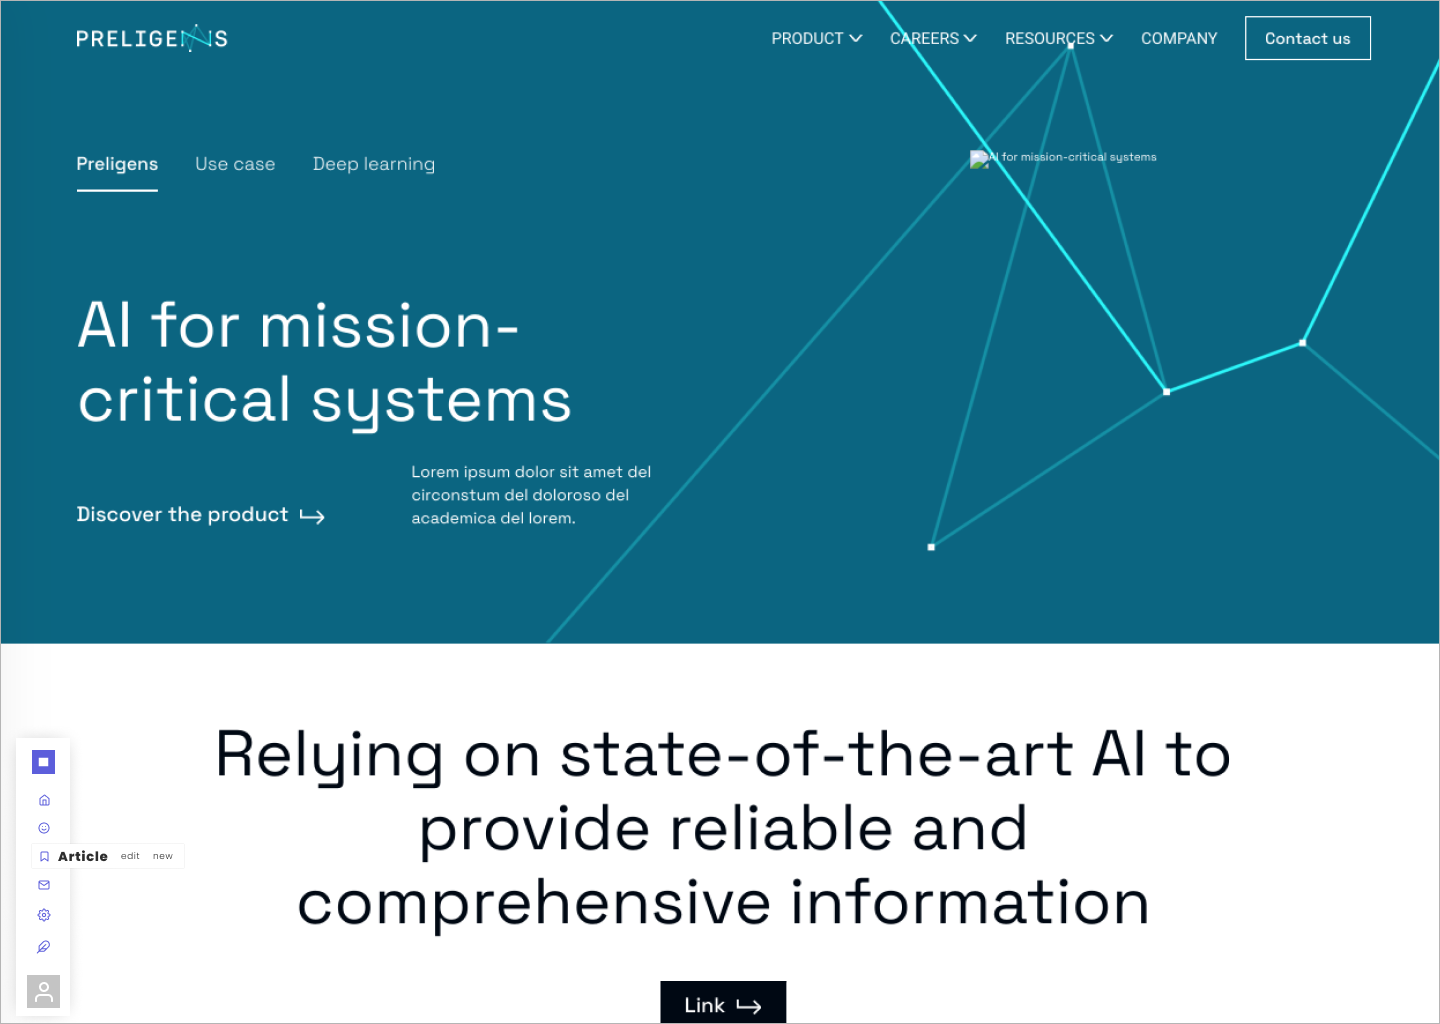 PRELIGENS
PRODUCT CAREERS RESOURCES COMPANY Contact us
Preligens Use case Deep learning
AI for mission-critical systems
AI for mission-
critical systems
Lorem ipsum dolor sit amet del
circonstum del doloroso del
academica del lorem.
Discover the product
Relying on state-of-the-art AI to
provide reliable and
comprehensive information
Article edit new
Link